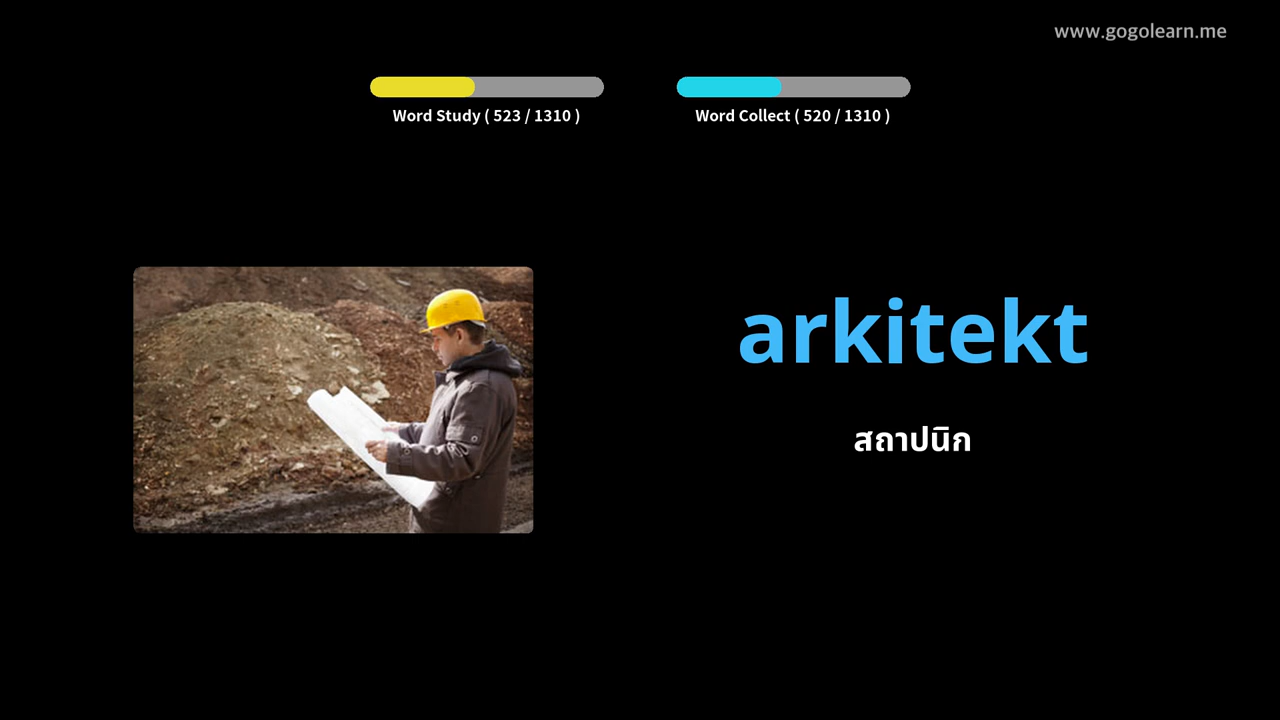 www.gogolearn.me
Word Study ( 523 / 1310 )
Word Collect ( 520 / 1310 )
arkitekt
สถาปนิก